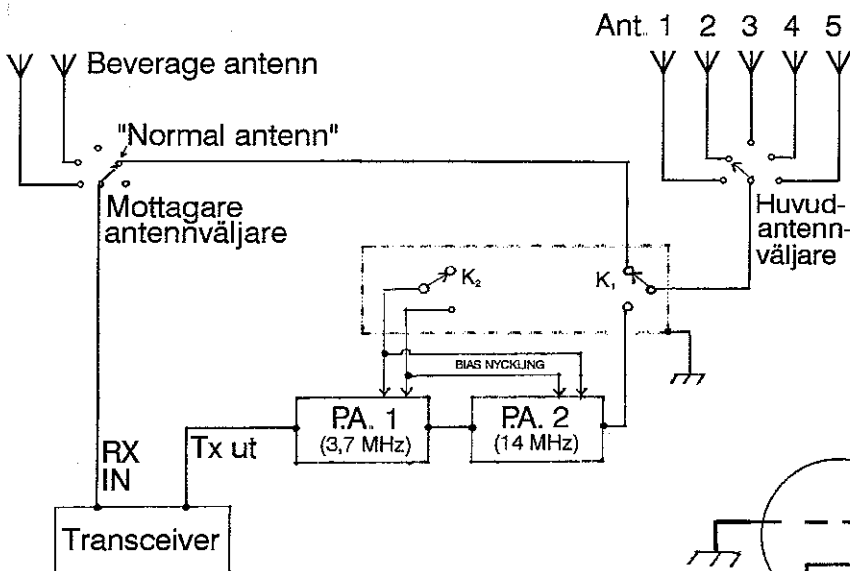 Ant. 1 2 3 4 5
Beverage antenn
"Normal antenn"
Mottagare
antennväljare
Huvud-
antenn-
väljare
K₂
K₁
BIAS NYCKLING
P.A. 1
(3,7 MHz)
P.A. 2
(14 MHz)
RX
IN
Tx ut
Transceiver